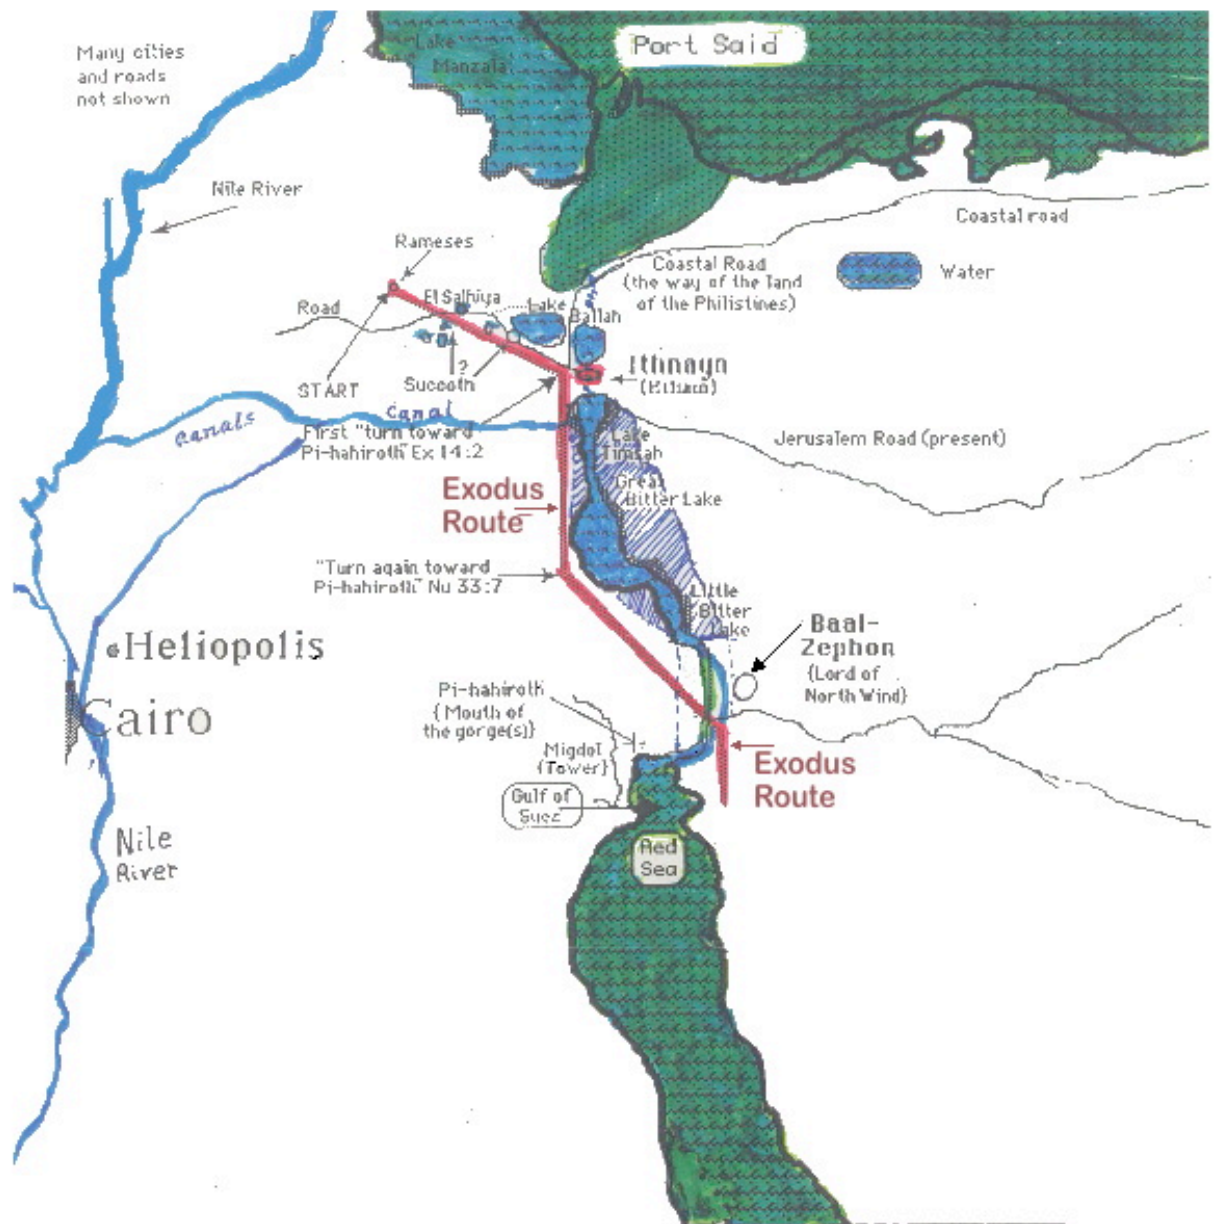 Many cities
and roads
not shown
Lake
Manzala
Port Said
Nile River
Coastal road
Rameses
Coastal Road
(the way of the land
of the Philistines)
Water
Road
El Salhiya
Lake
Ballah
START
?
Succoth
Ithnayn
canals
canal
First "turn toward
Pi-hahiroth" Ex 14:2
Lake
Timsah
Jerusalem Road (present)
Great
Bitter Lake
Exodus
Route
"Turn again toward
Pi-hahiroth" Nu 33:7
Little
Bitter
Lake
Heliopolis
Cairo
Baal-
Zephon
{Lord of
North Wind}
Pi-hahiroth
{Mouth of
the gorge(s)}
Migdol
(Tower)
Exodus
Route
Gulf of
Suez
Nile
River
Red
Sea